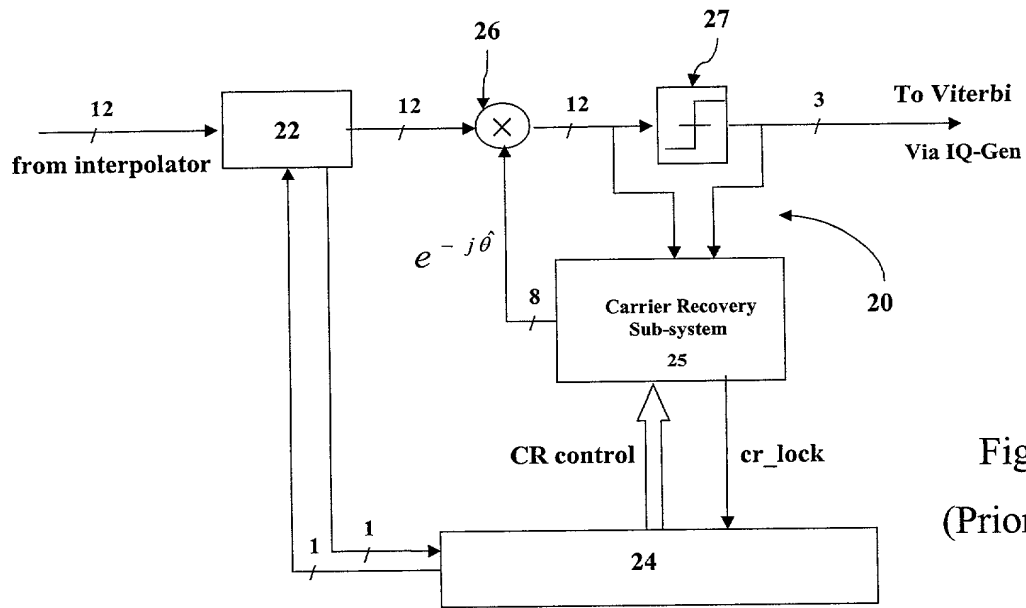 26
27
12
22
12
×
12
3
To Viterbi
from interpolator
Via IQ-Gen
e^{- jθ̂}
20
8
Carrier Recovery
Sub-system
25
CR control
cr_lock
Fig
(Prior
1
1
24